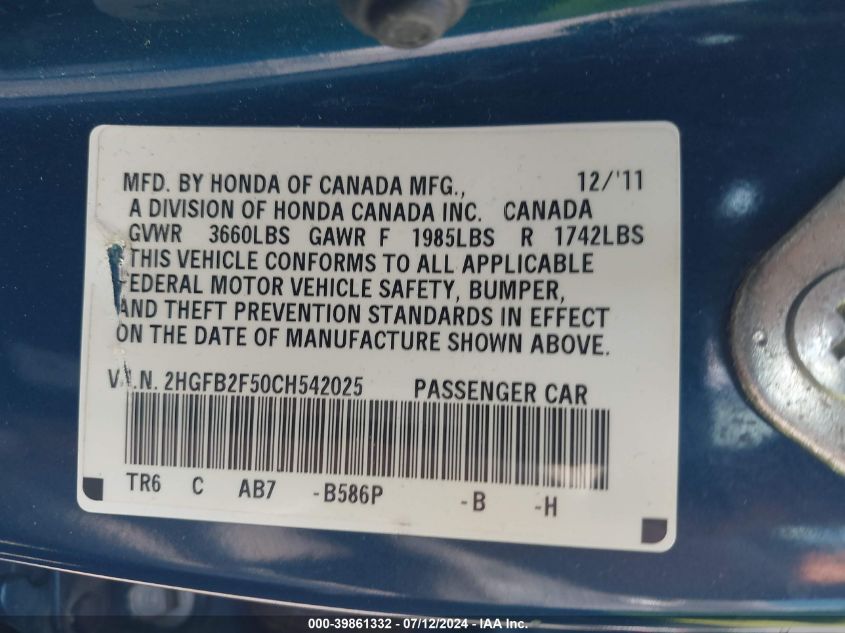 MFD. BY HONDA OF CANADA MFG., 12/'11
A DIVISION OF HONDA CANADA INC. CANADA
GVWR 3660LBS GAWR F 1985LBS R 1742LBS
THIS VEHICLE CONFORMS TO ALL APPLICABLE
FEDERAL MOTOR VEHICLE SAFETY, BUMPER,
AND THEFT PREVENTION STANDARDS IN EFFECT
ON THE DATE OF MANUFACTURE SHOWN ABOVE.
V.I.N. 2HGFB2F50CH542025 PASSENGER CAR
TR6 C AB7 -B586P -B -H
000-39861332 - 07/12/2024 - IAA Inc.